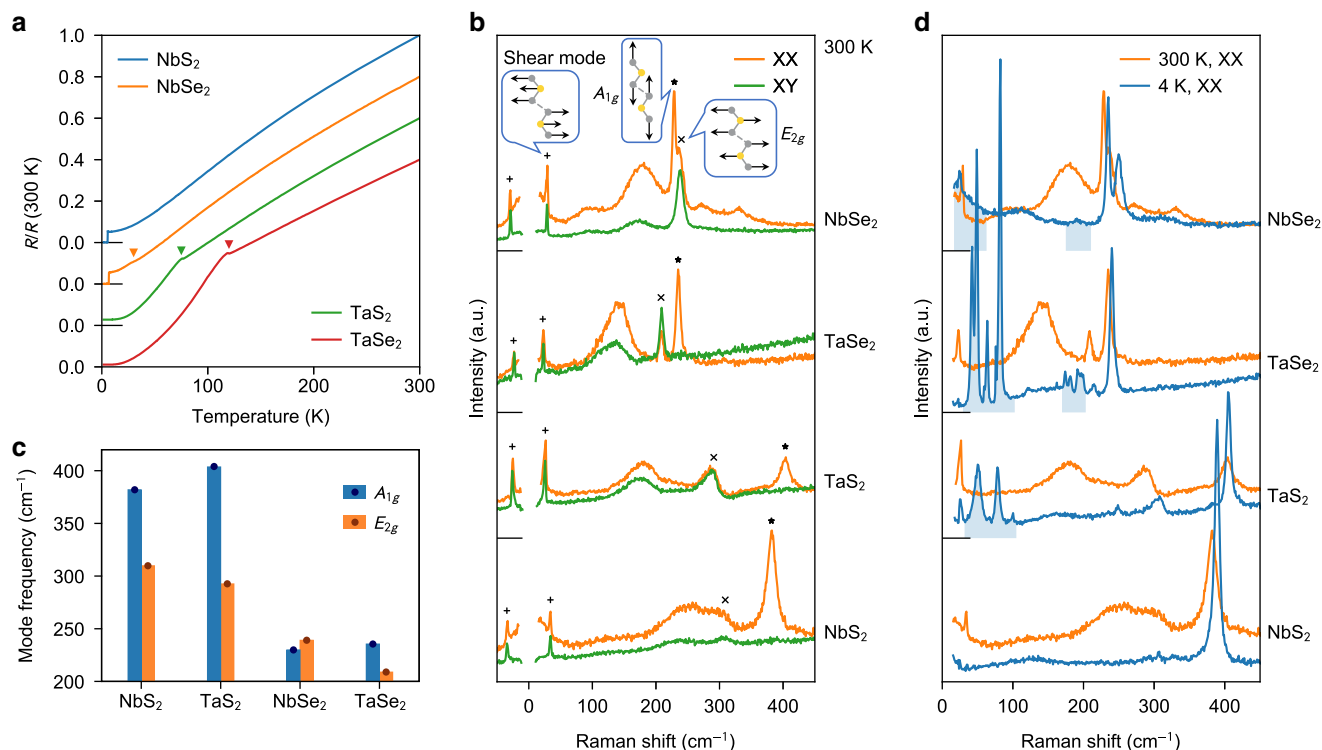 a
1.0
0.8
0.6
0.4
0.2
0.0
0.0
0.0
0.0
R/R (300 K)
NbS₂
NbSe₂
TaS₂
TaSe₂
0
100
200
300
Temperature (K)
b
Shear mode
A₁g
E₂g
XX
XY
300 K
+
+
*
×
NbSe₂
+
+
×
*
TaSe₂
+
+
×
*
TaS₂
+
+
×
*
NbS₂
Intensity (a.u.)
0
100
200
300
400
Raman shift (cm⁻¹)
c
400
350
300
250
200
Mode frequency (cm⁻¹)
A₁g
E₂g
NbS₂
TaS₂
NbSe₂
TaSe₂
d
300 K, XX
4 K, XX
NbSe₂
TaSe₂
TaS₂
NbS₂
Intensity (a.u.)
0
100
200
300
400
Raman shift (cm⁻¹)